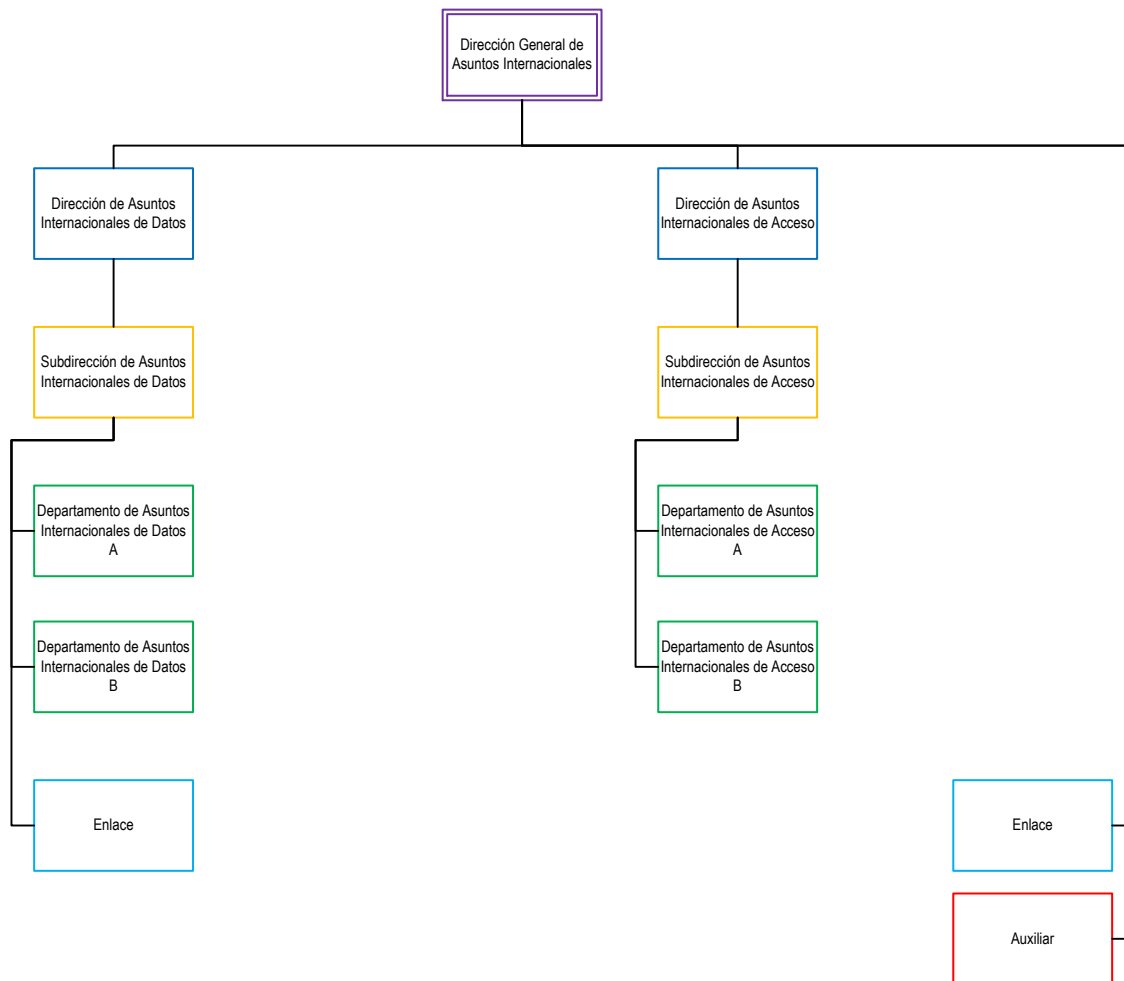 Dirección General de
Asuntos Internacionales
Dirección de Asuntos
Internacionales de Datos
Dirección de Asuntos
Internacionales de Acceso
Subdirección de Asuntos
Internacionales de Datos
Subdirección de Asuntos
Internacionales de Acceso
Departamento de Asuntos
Internacionales de Datos
A
Departamento de Asuntos
Internacionales de Acceso
A
Departamento de Asuntos
Internacionales de Datos
B
Departamento de Asuntos
Internacionales de Acceso
B
Enlace
Enlace
Auxiliar